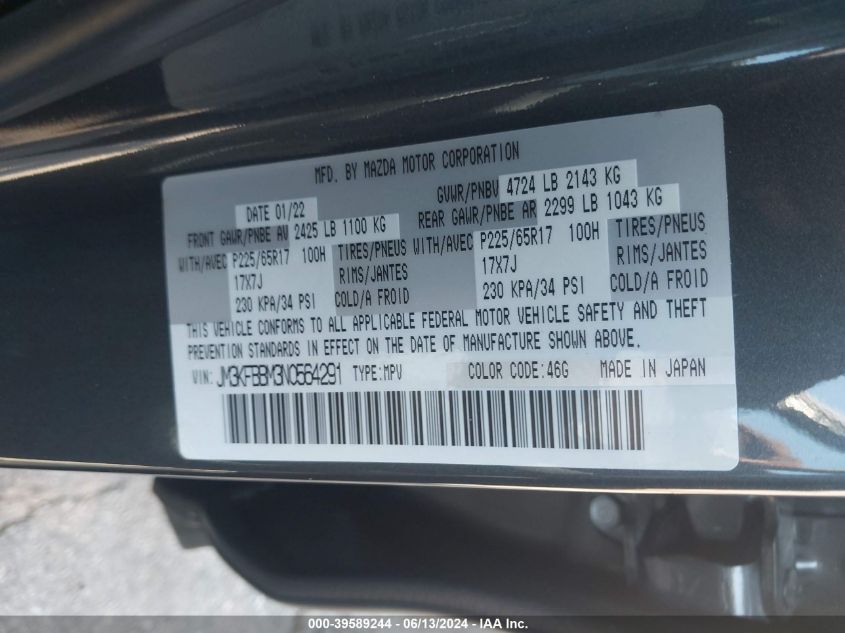 MFD. BY MAZDA MOTOR CORPORATION
DATE 01/22 GVWR/PNBV 4724 LB 2143 KG
FRONT GAWR/PNBE AV 2425 LB 1100 KG REAR GAWR/PNBE AR 2299 LB 1043 KG
WITH/AVEC P225/65R17 100H TIRES/PNEUS WITH/AVEC P225/65R17 100H TIRES/PNEUS
17X7J RIMS/JANTES 17X7J RIMS/JANTES
230 KPA/34 PSI COLD/A FROID 230 KPA/34 PSI COLD/A FROID
THIS VEHICLE CONFORMS TO ALL APPLICABLE FEDERAL MOTOR VEHICLE SAFETY AND THEFT
PREVENTION STANDARDS IN EFFECT ON THE DATE OF MANUFACTURE SHOWN ABOVE.
VIN: JM3KFBBM3N0564291 TYPE:MPV COLOR CODE:46G MADE IN JAPAN
000-39589244 - 06/13/2024 - IAA Inc.